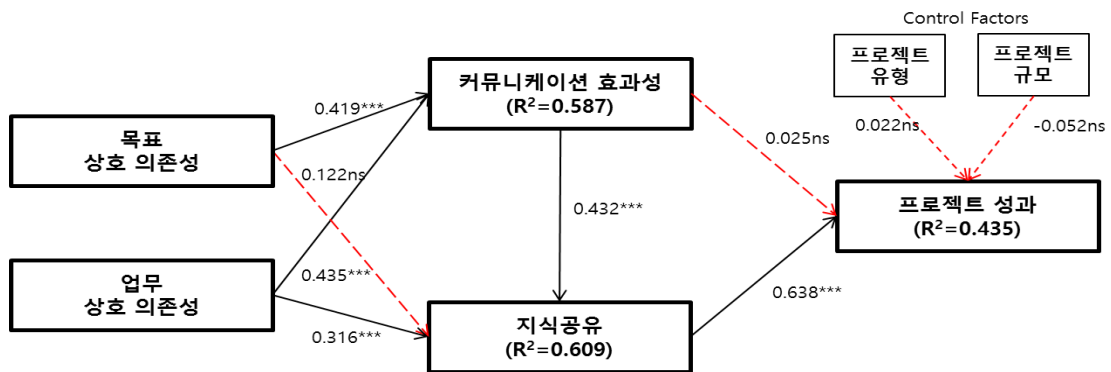 Control Factors
프로젝트
유형
프로젝트
규모
커뮤니케이션 효과성
(R²=0.587)
0.419***
0.022ns
-0.052ns
목표
상호 의존성
0.122ns
0.025ns
0.432***
프로젝트 성과
(R²=0.435)
업무
상호 의존성
0.435***
0.316***
지식공유
(R²=0.609)
0.638***